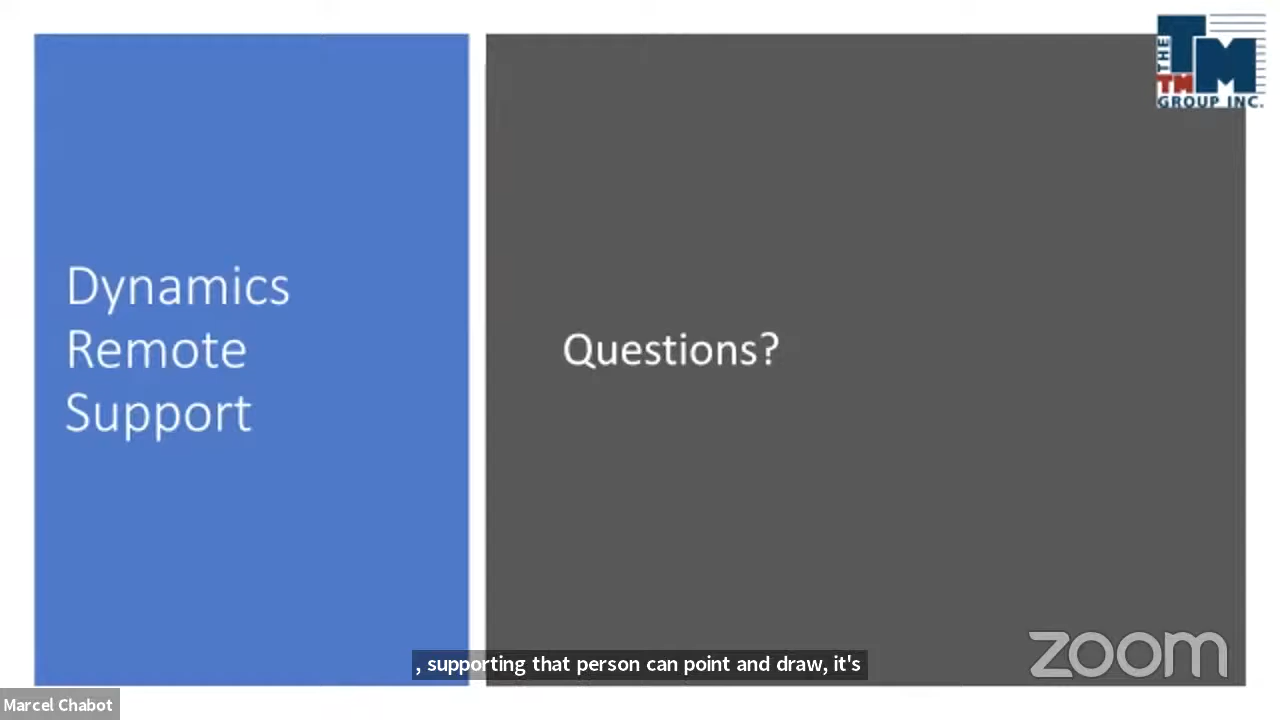 THE
TM
TM
GROUP INC.
Dynamics
Remote
Support
Questions?
, supporting that person can point and draw, it's
zoom
Marcel Chabot